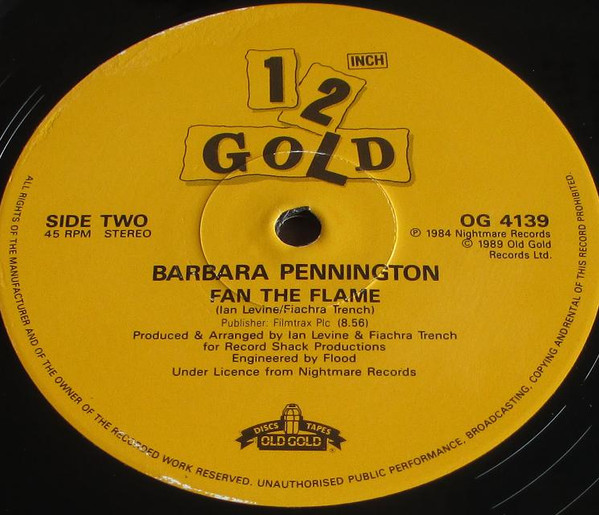 12 INCH
GOLD
SIDE TWO
45 RPM STEREO
OG 4139
℗ 1984 Nightmare Records
© 1989 Old Gold
Records Ltd.
BARBARA PENNINGTON
FAN THE FLAME
(Ian Levine/Fiachra Trench)
Publisher. Filmtrax Plc (8.56)
Produced & Arranged by Ian Levine & Fiachra Trench
for Record Shack Productions
Engineered by Flood
Under Licence from Nightmare Records
DISCS TAPES
OLD GOLD ®
ALL RIGHTS OF THE MANUFACTURER AND OF THE OWNER OF THE RECORDED WORK RESERVED. UNAUTHORISED PUBLIC PERFORMANCE, BROADCASTING, COPYING AND RENTAL OF THIS RECORD PROHIBITED.